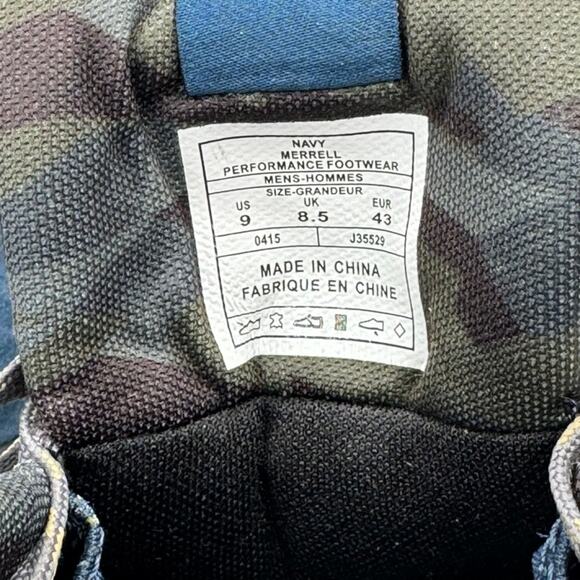 NAVY
MERRELL
PERFORMANCE FOOTWEAR
MENS-HOMMES
SIZE-GRANDEUR
US UK EUR
9 8.5 43
0415 J35529
MADE IN CHINA
FABRIQUE EN CHINE